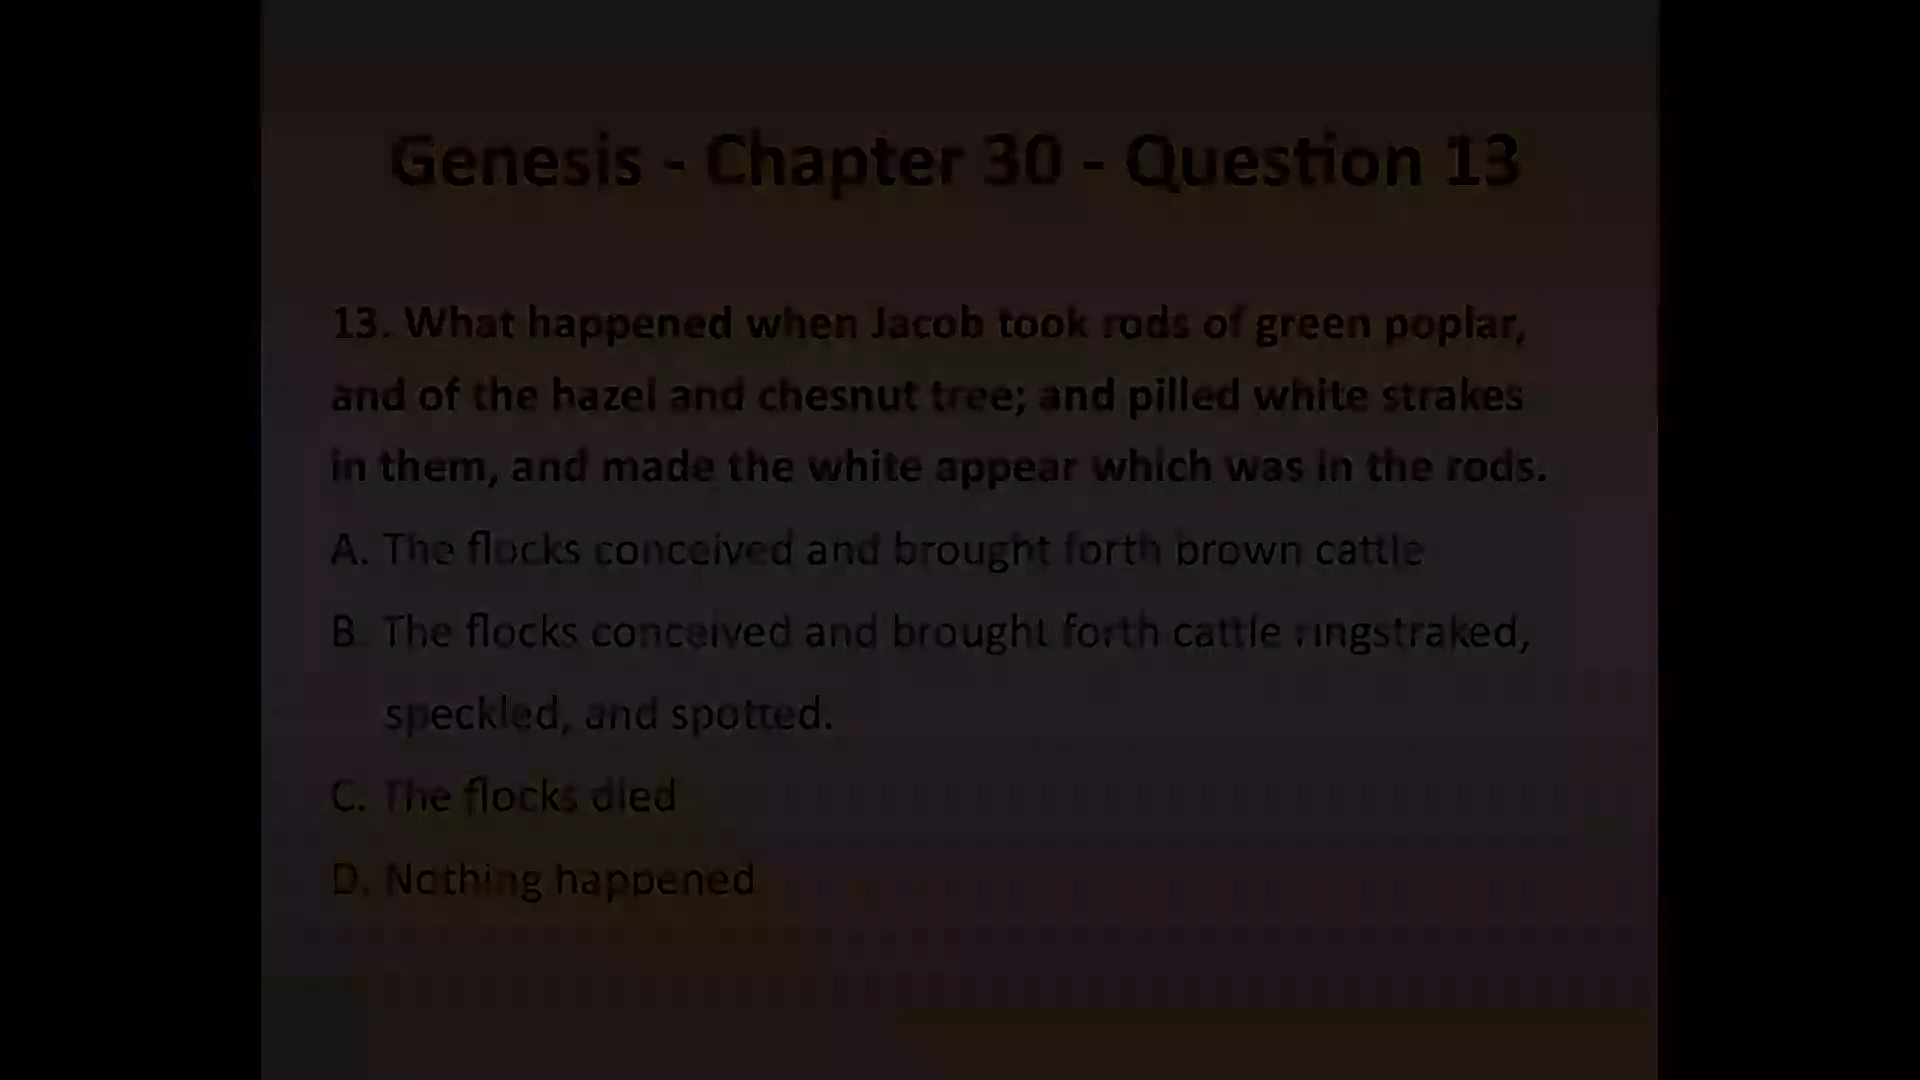 Genesis - Chapter 30 - Question 13
13. What happened when Jacob took rods of green poplar,
and of the hazel and chesnut tree; and pilled white strakes
in them, and made the white appear which was in the rods.
A. The flocks conceived and brought forth brown cattle
B. The flocks conceived and brought forth cattle ringstraked,
speckled, and spotted.
C. The flocks died
D. Nothing happened